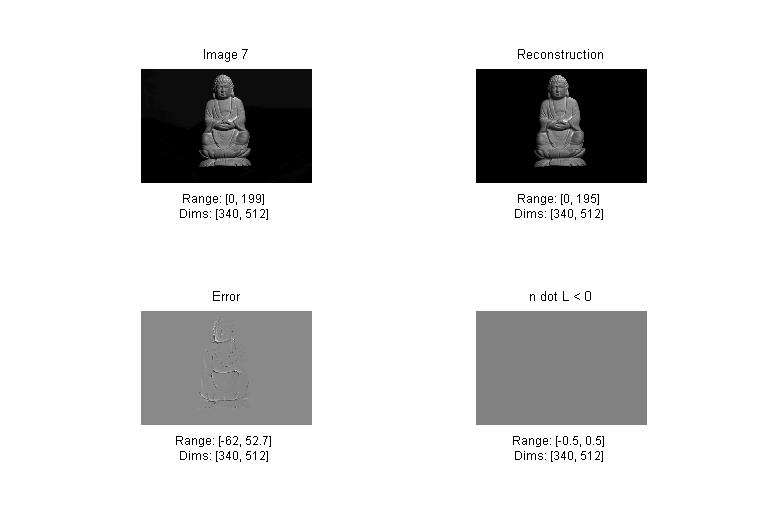 Image 7
Reconstruction
Range: [0, 199]
Dims: [340, 512]
Range: [0, 195]
Dims: [340, 512]
Error
n dot L < 0
Range: [-62, 52.7]
Dims: [340, 512]
Range: [-0.5, 0.5]
Dims: [340, 512]